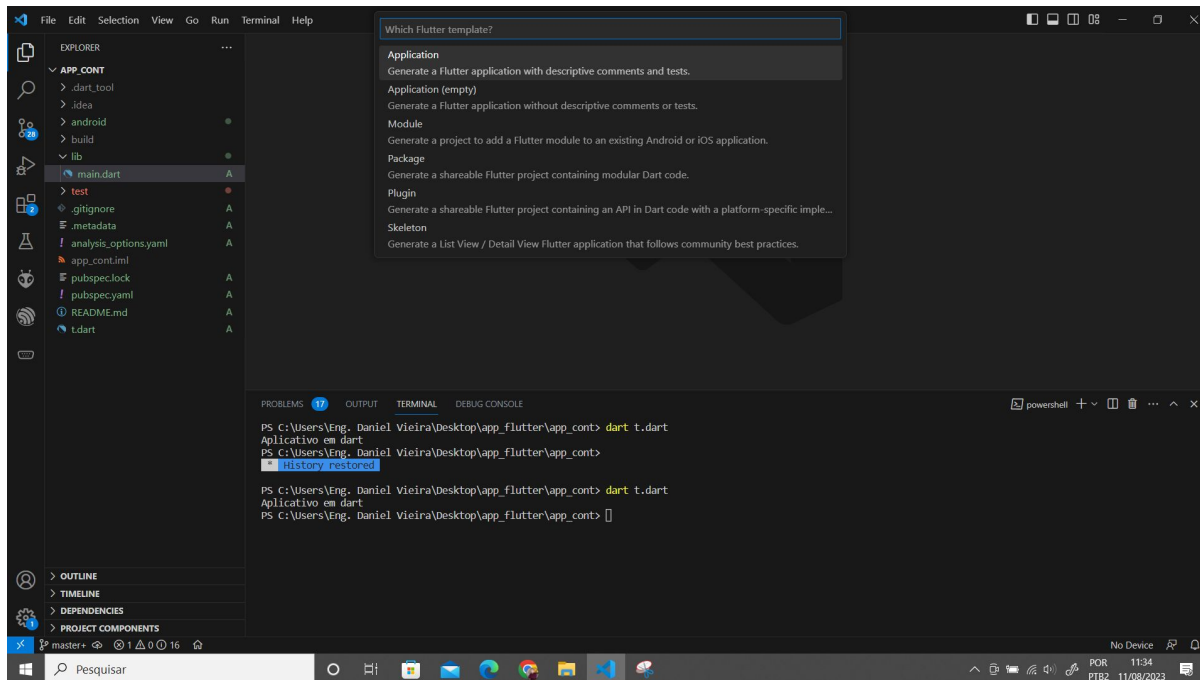 File Edit Selection View Go Run Terminal Help
Which Flutter template?
Application
Generate a Flutter application with descriptive comments and tests.
Application (empty)
Generate a Flutter application without descriptive comments or tests.
Module
Generate a project to add a Flutter module to an existing Android or iOS application.
Package
Generate a shareable Flutter project containing modular Dart code.
Plugin
Generate a shareable Flutter project containing an API in Dart code with a platform-specific imple...
Skeleton
Generate a List View / Detail View Flutter application that follows community best practices.
EXPLORER ...
APP_CONT
.dart_tool
.idea
android
build
lib
main.dart A
test
.gitignore A
.metadata A
! analysis_options.yaml A
app_cont.iml
pubspec.lock A
! pubspec.yaml A
README.md A
t.dart A
28
2
1
OUTLINE
TIMELINE
DEPENDENCIES
PROJECT COMPONENTS
PROBLEMS 17 OUTPUT TERMINAL DEBUG CONSOLE
powershell
PS C:\Users\Eng. Daniel Vieira\Desktop\app_flutter\app_cont> dart t.dart
Aplicativo em dart
PS C:\Users\Eng. Daniel Vieira\Desktop\app_flutter\app_cont>
* History restored
PS C:\Users\Eng. Daniel Vieira\Desktop\app_flutter\app_cont> dart t.dart
Aplicativo em dart
PS C:\Users\Eng. Daniel Vieira\Desktop\app_flutter\app_cont>
master+ 1 0 16
No Device
Pesquisar
POR
PTB2
11:34
11/08/2023